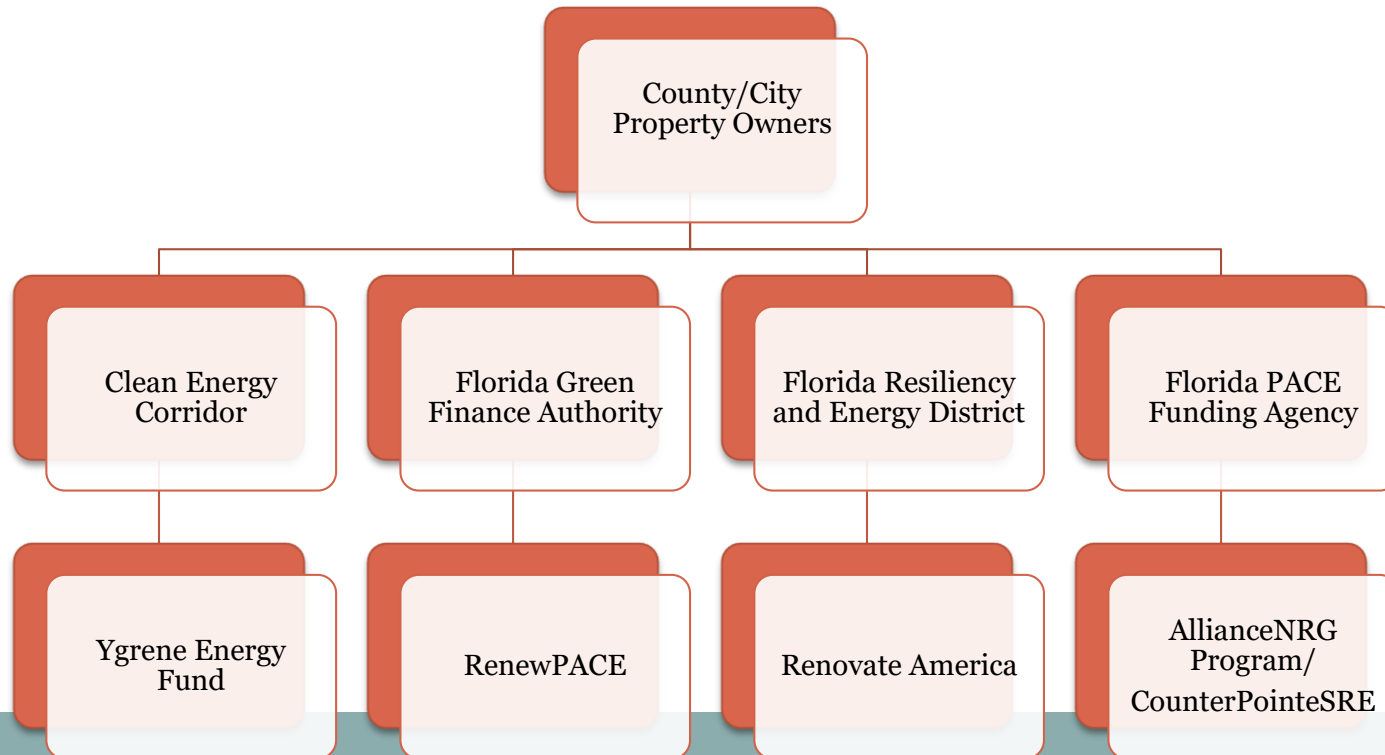 County/City
Property Owners
Clean Energy
Corridor
Florida Green
Finance Authority
Florida Resiliency
and Energy District
Florida PACE
Funding Agency
Ygrene Energy
Fund
RenewPACE
Renovate America
AllianceNRG
Program/
CounterPointeSRE